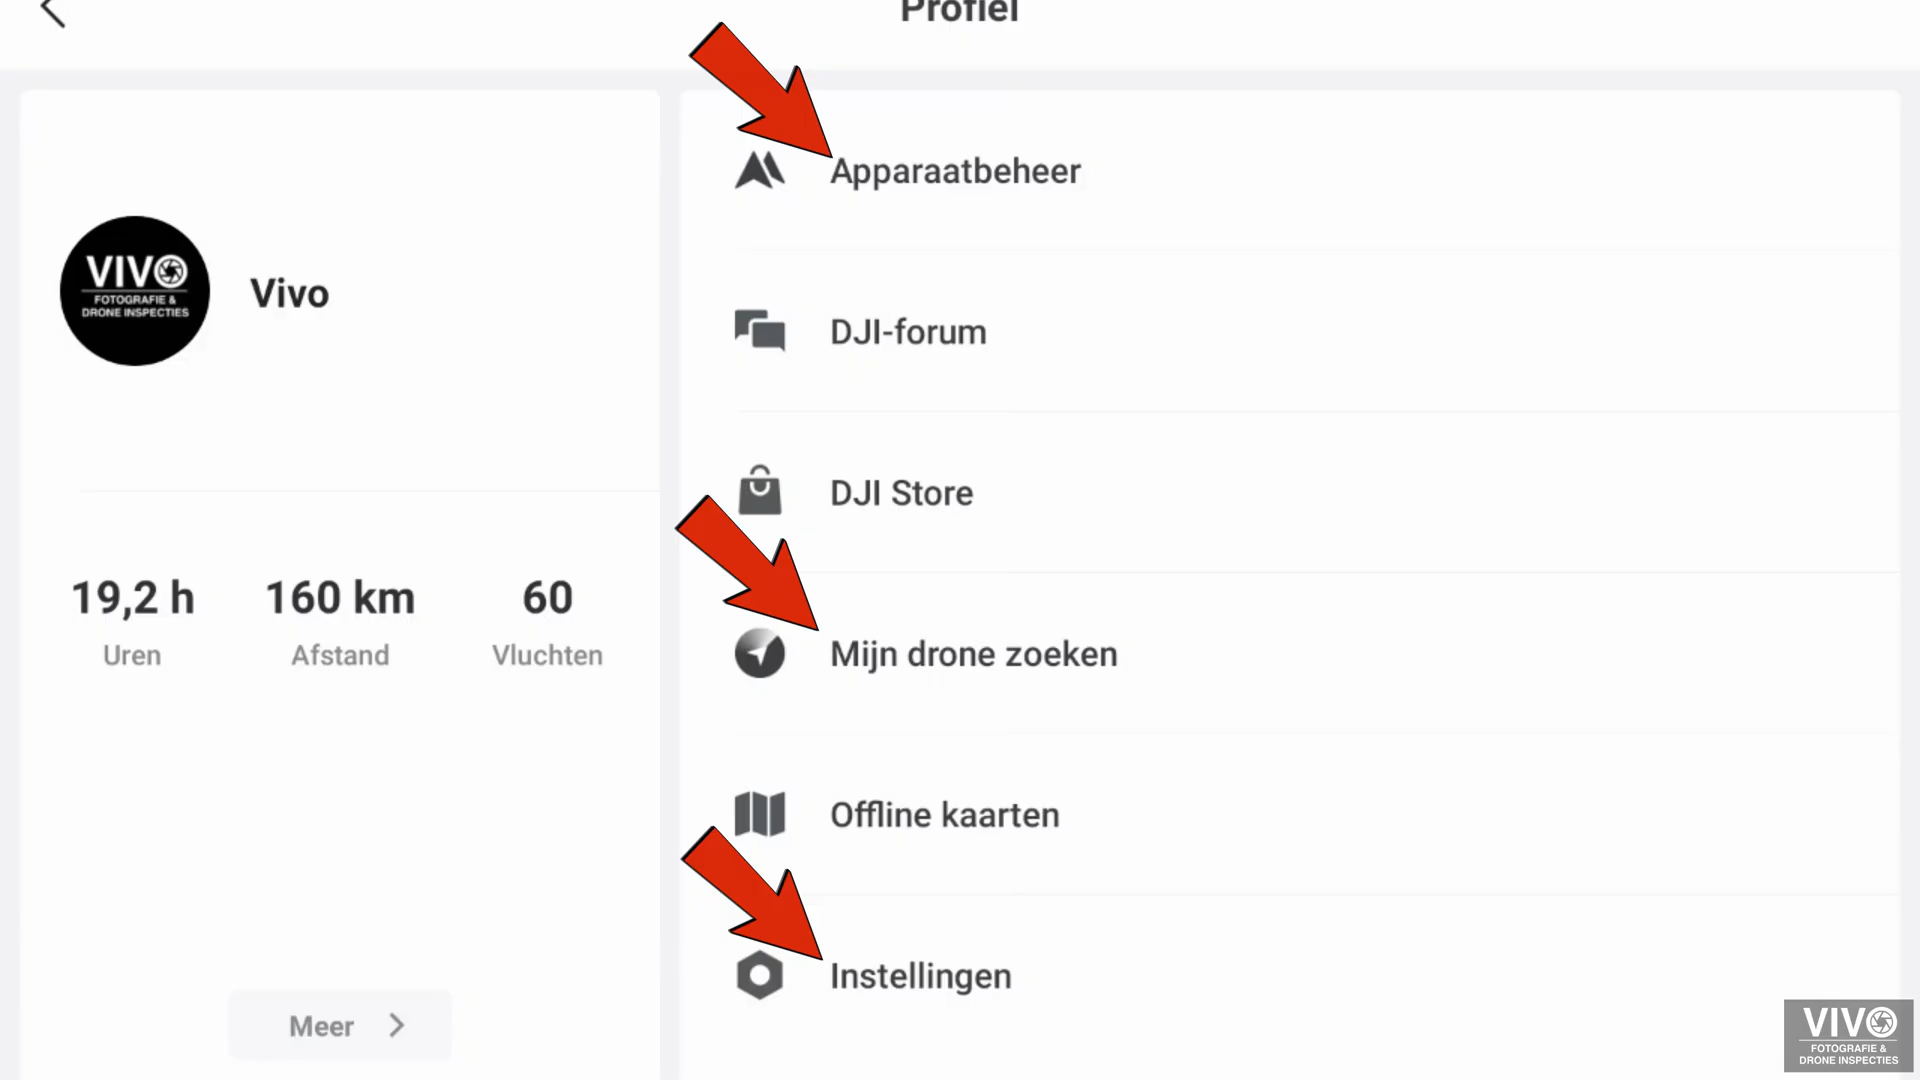 Profiel
VIVO
FOTOGRAFIE &
DRONE INSPECTIES
Vivo
19,2 h
Uren
160 km
Afstand
60
Vluchten
Meer
Apparaatbeheer
DJI-forum
DJI Store
Mijn drone zoeken
Offline kaarten
Instellingen
VIVO
FOTOGRAFIE &
DRONE INSPECTIES